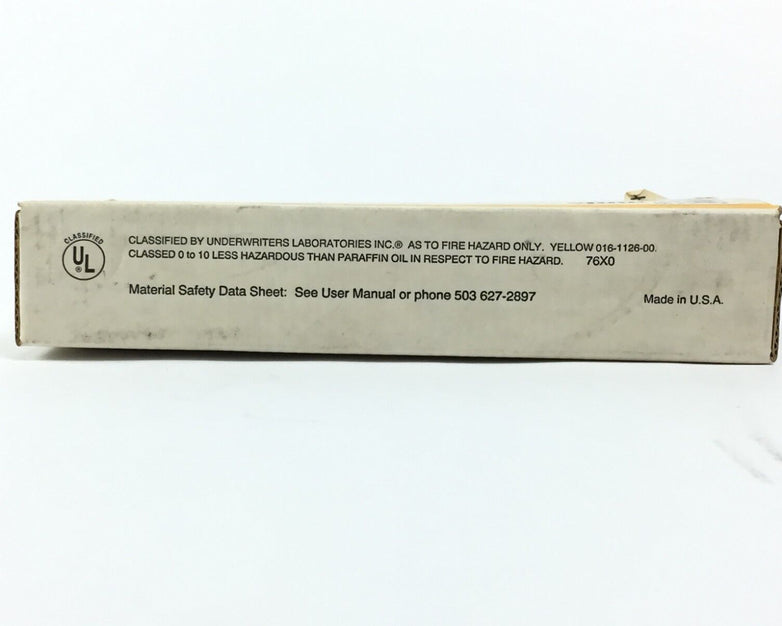 CLASSIFIED
UL
®
CLASSIFIED BY UNDERWRITERS LABORATORIES INC.® AS TO FIRE HAZARD ONLY. YELLOW 016-1126-00.
CLASSED 0 to 10 LESS HAZARDOUS THAN PARAFFIN OIL IN RESPECT TO FIRE HAZARD. 76X0
Material Safety Data Sheet: See User Manual or phone 503 627-2897
Made in U.S.A.